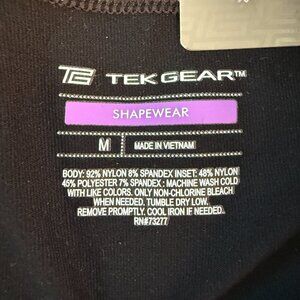 TEK GEAR™
SHAPEWEAR
M MADE IN VIETNAM
BODY: 92% NYLON 8% SPANDEX INSET: 48% NYLON
45% POLYESTER 7% SPANDEX : MACHINE WASH COLD
WITH LIKE COLORS. ONLY NON-CHLORINE BLEACH
WHEN NEEDED. TUMBLE DRY LOW.
REMOVE PROMPTLY. COOL IRON IF NEEDED.
RN#73277